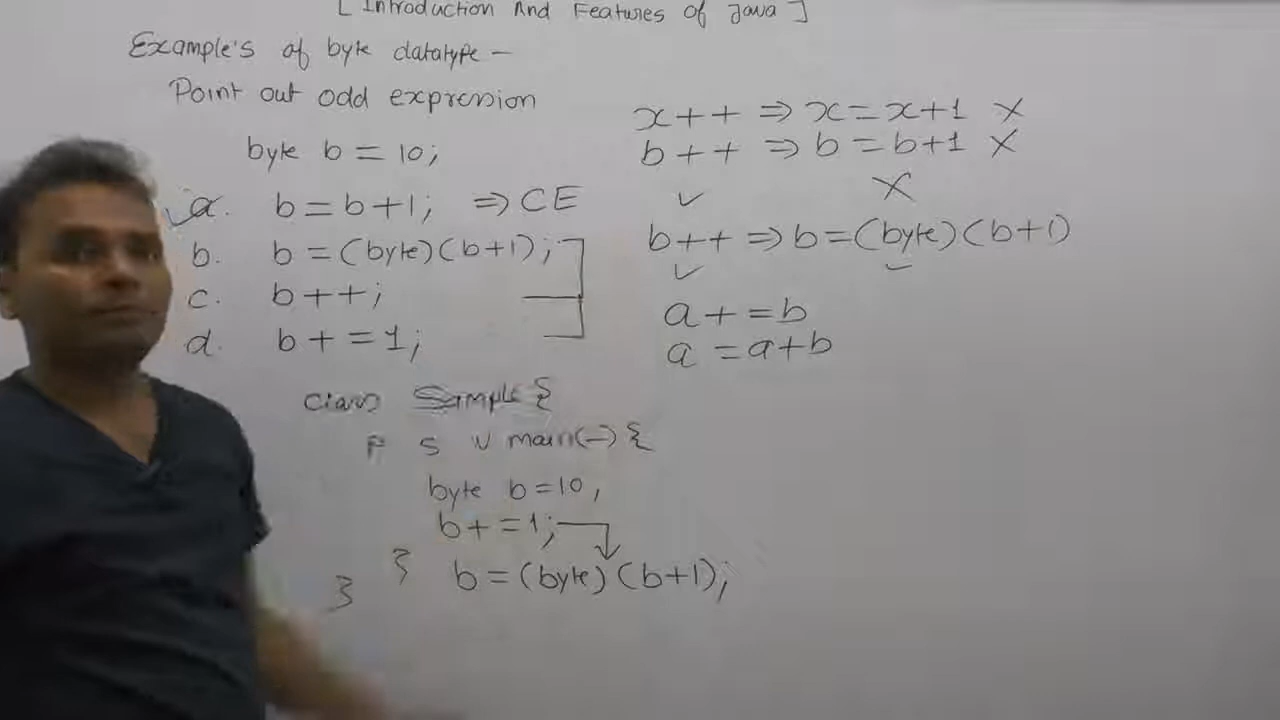 [ Introduction And Features of Java ]
Example's of byte datatype -
Point out odd expression
byte b = 10;
a. b = b+1; ⇒ CE
b. b = (byte)(b+1);
c. b++;
d. b+=1;
x++ ⇒ x = x+1 ×
b++ ⇒ b = b+1 ×
✓ ×
b++ ⇒ b=(byte)(b+1)
✓ ✓
a+=b
a = a+b
class Sample {
P S V main(-) {
byte b=10,
b+=1;
} b=(byte)(b+1);
}